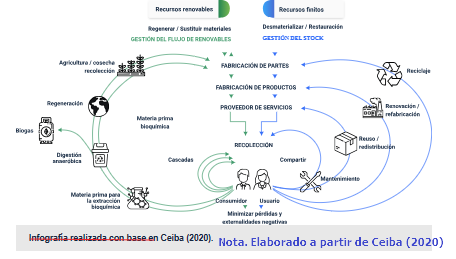 Recursos renovables
Recursos finitos
Regenerar / Sustituir materiales
Desmaterializar / Restauración
GESTIÓN DEL FLUJO DE RENOVABLES
GESTIÓN DEL STOCK
Agricultura / cosecha
recolección
FABRICACIÓN DE PARTES
Reciclaje
FABRICACIÓN DE PRODUCTOS
Regeneración
PROVEEDOR DE SERVICIOS
Renovación /
refabricación
Materia prima
bioquímica
Biogas
RECOLECCIÓN
Reuso /
redistribución
Digestión
anaeróbica
Cascadas
Compartir
Mantenimiento
Materia prima para
la extracción
bioquímica
Consumidor
Usuario
Minimizar pérdidas y
externalidades negativas
Infografía realizada con base en Ceiba (2020).
Nota. Elaborado a partir de Ceiba (2020)